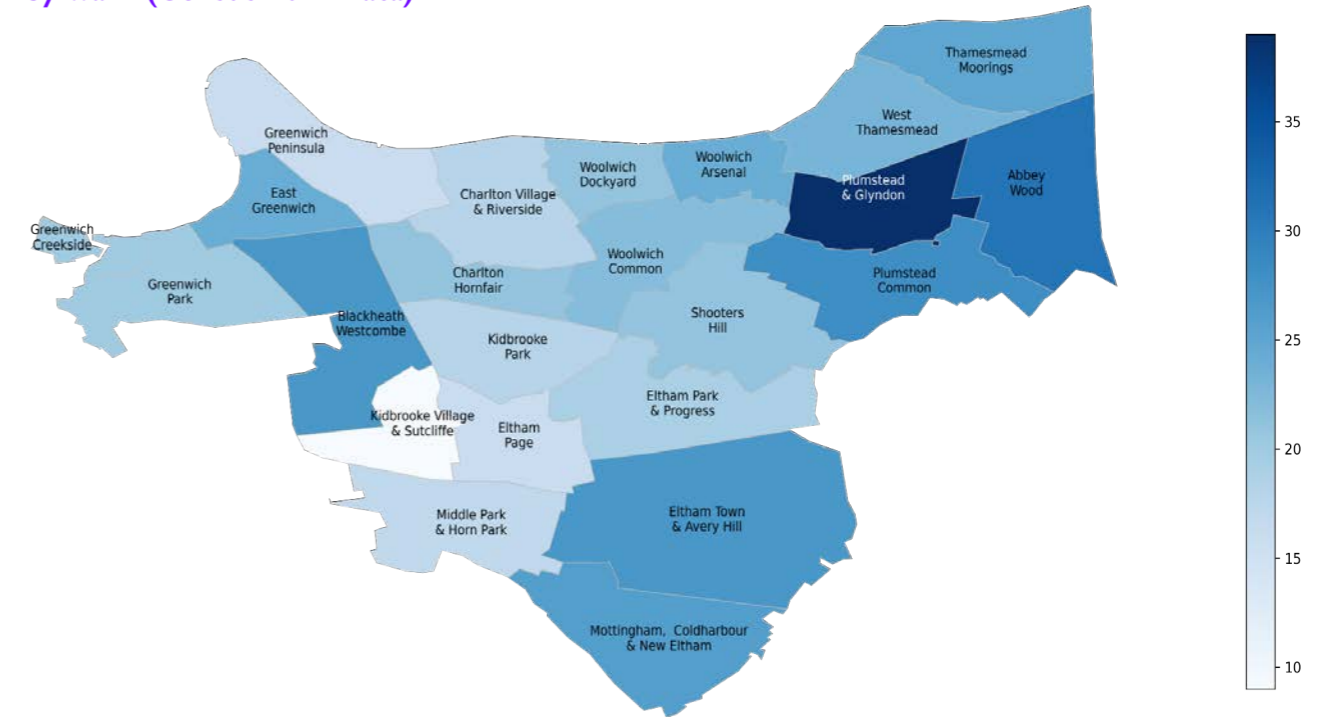 Thamesmead
Moorings
West
Thamesmead
Greenwich
Peninsula
Woolwich
Dockyard
Woolwich
Arsenal
Plumstead
& Glyndon
Abbey
Wood
East
Greenwich
Charlton Village
& Riverside
Greenwich
Creekside
Greenwich
Park
Charlton
Hornfair
Woolwich
Common
Plumstead
Common
Blackheath
Westcombe
Shooters
Hill
Kidbrooke
Park
Eltham Park
& Progress
Kidbrooke Village
& Sutcliffe
Eltham
Page
Middle Park
& Horn Park
Eltham Town
& Avery Hill
Mottingham, Coldharbour
& New Eltham
35
30
25
20
15
10